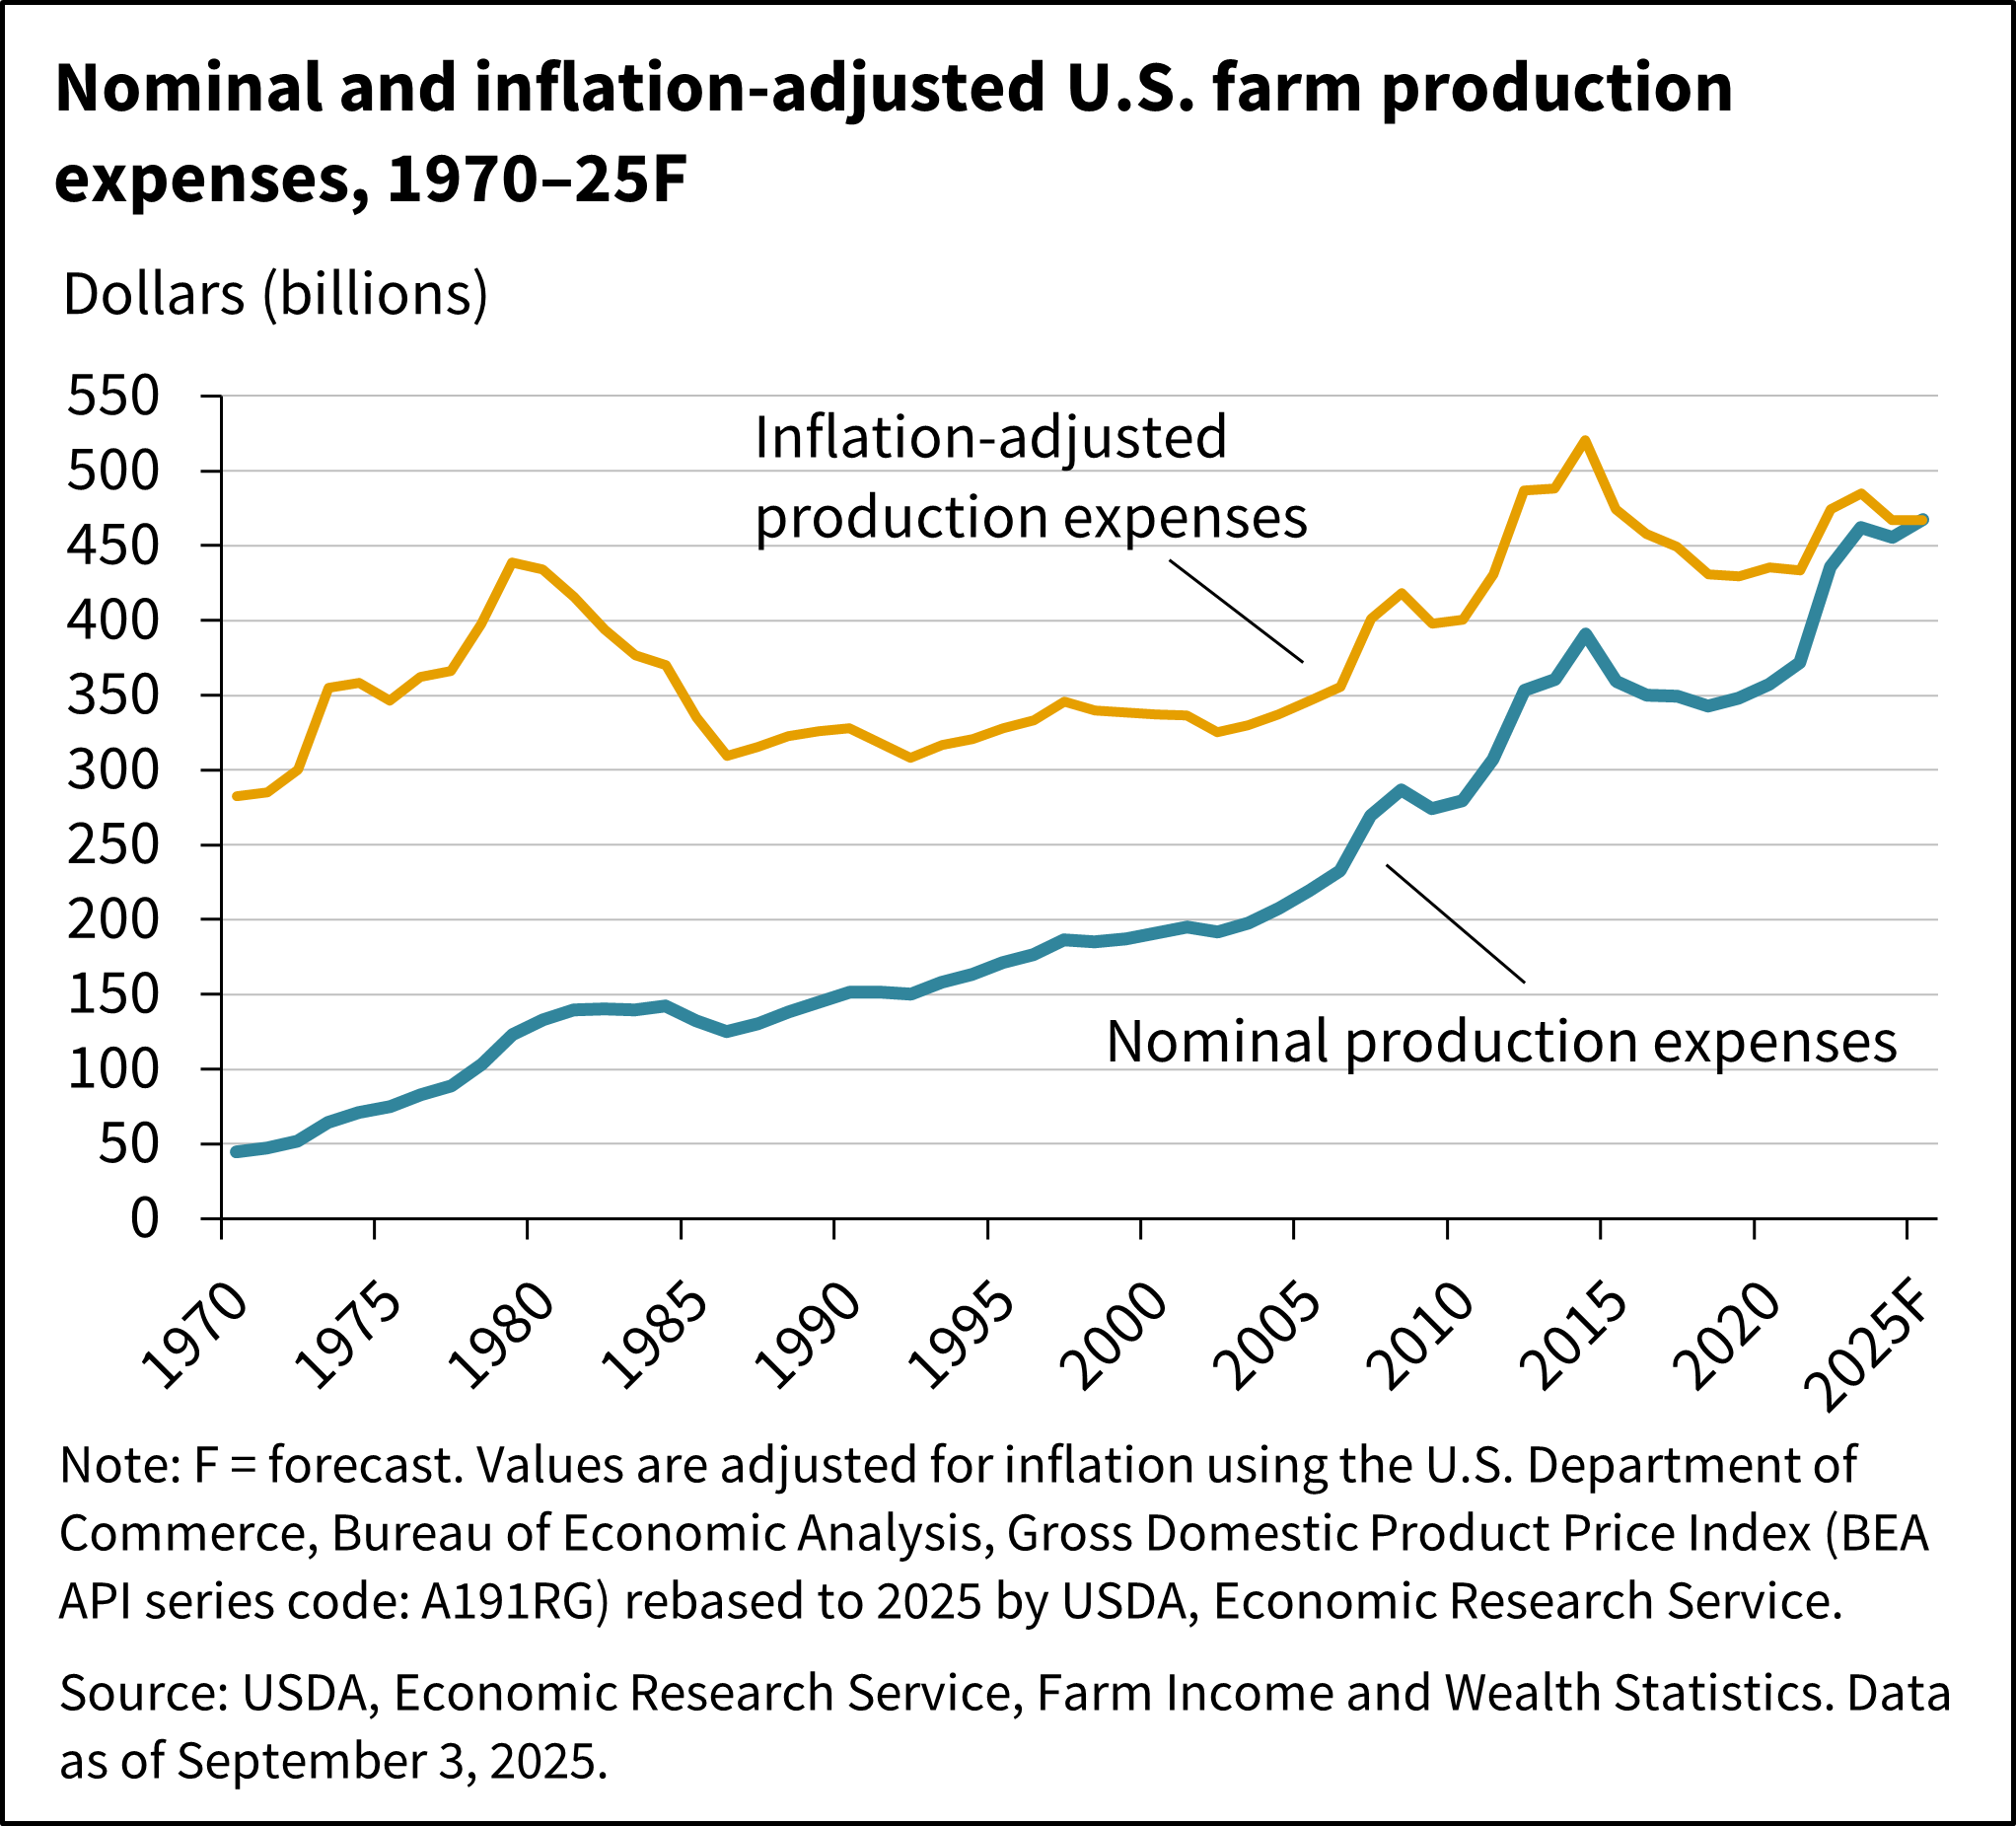 Nominal and inflation-adjusted U.S. farm production
expenses, 1970–25F
Dollars (billions)
550
500
450
400
350
300
250
200
150
100
50
0
Inflation-adjusted
production expenses
Nominal production expenses
1970
1975
1980
1985
1990
1995
2000
2005
2010
2015
2020
2025F
Note: F = forecast. Values are adjusted for inflation using the U.S. Department of
Commerce, Bureau of Economic Analysis, Gross Domestic Product Price Index (BEA
API series code: A191RG) rebased to 2025 by USDA, Economic Research Service.
Source: USDA, Economic Research Service, Farm Income and Wealth Statistics. Data
as of September 3, 2025.